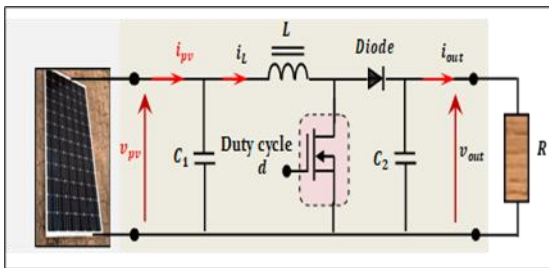 L
Diode
i_pv
i_L
i_out
v_pv
C_1
Duty cycle
d
C_2
v_out
R